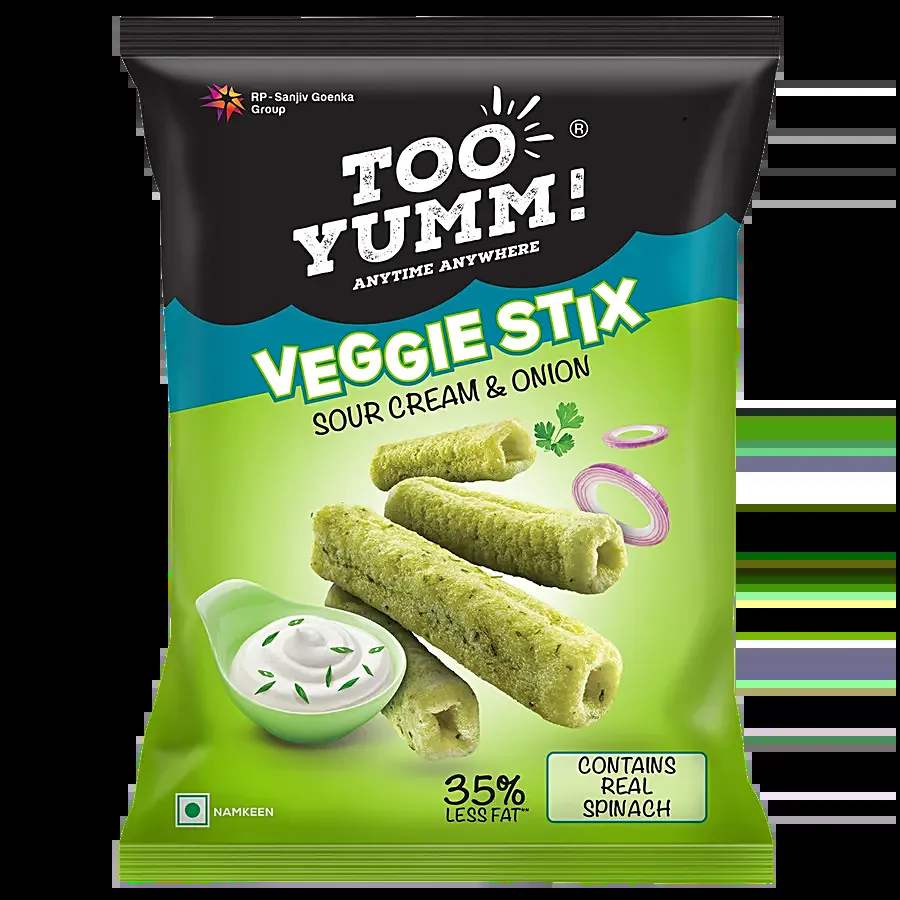 RP-Sanjiv Goenka
Group
TOO
YUMM!®
ANYTIME ANYWHERE
VEGGIE STIX
SOUR CREAM & ONION
35%
LESS FAT**
CONTAINS
REAL
SPINACH
NAMKEEN